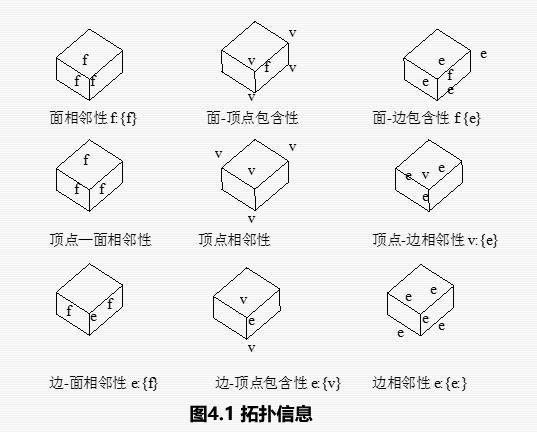 f
f f
面相邻性 f:{f}
v
v
f
v
v
面-顶点包含性
e
e
f
e
e
面-边包含性 f{e}
f
f f
顶点—面相邻性
v
v
v
v
顶点相邻性
e
v
e
e
顶点-边相邻性 v:{e}
f
f
e
边-面相邻性 e:{f}
v
e
v
边-顶点包含性 e:{v}
e
e
e
e
e
边相邻性 e:{e:}
图4.1 拓扑信息